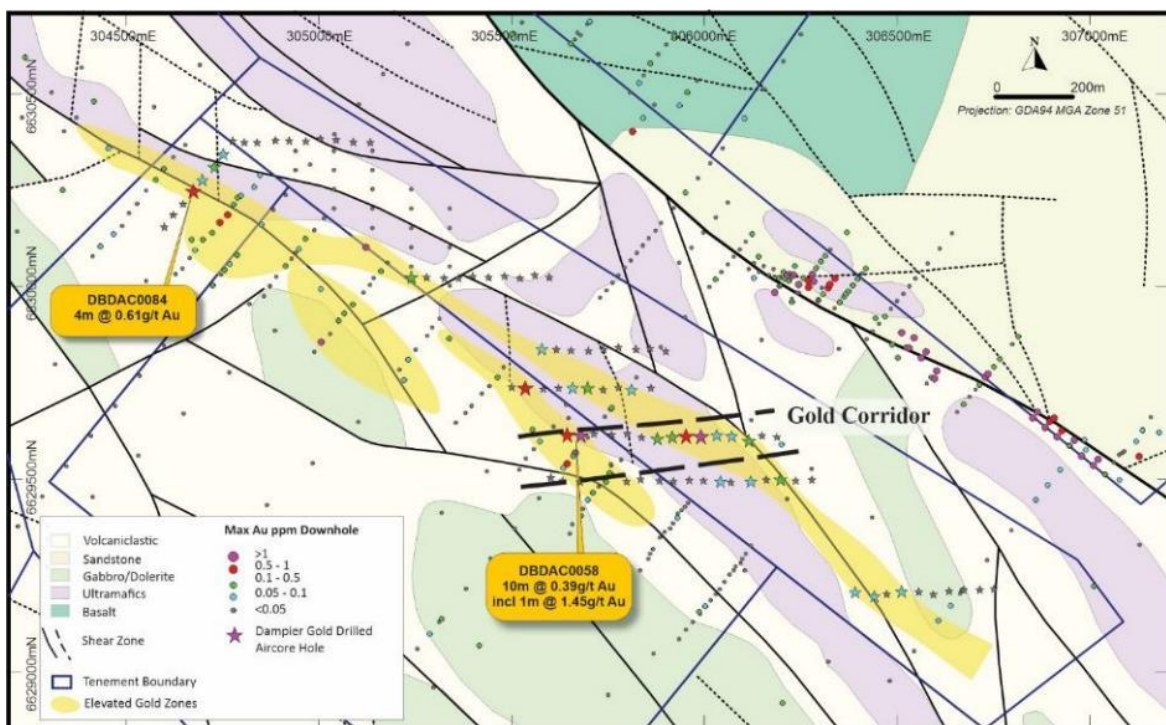 304500mE
305000mE
305500mE
306000mE
306500mE
307000mE
N
0 200m
Projection: GDA94 MGA Zone 51
6630500mN
6630000mN
6629500mN
6629000mN
DBDAC0084
4m @ 0.61g/t Au
Gold Corridor
DBDAC0058
10m @ 0.39g/t Au
incl 1m @ 1.45g/t Au
Volcaniclastic
Sandstone
Gabbro/Dolerite
Ultramafics
Basalt
Shear Zone
Tenement Boundary
Elevated Gold Zones
Max Au ppm Downhole
>1
0.5 - 1
0.1 - 0.5
0.05 - 0.1
<0.05
Dampier Gold Drilled
Aircore Hole